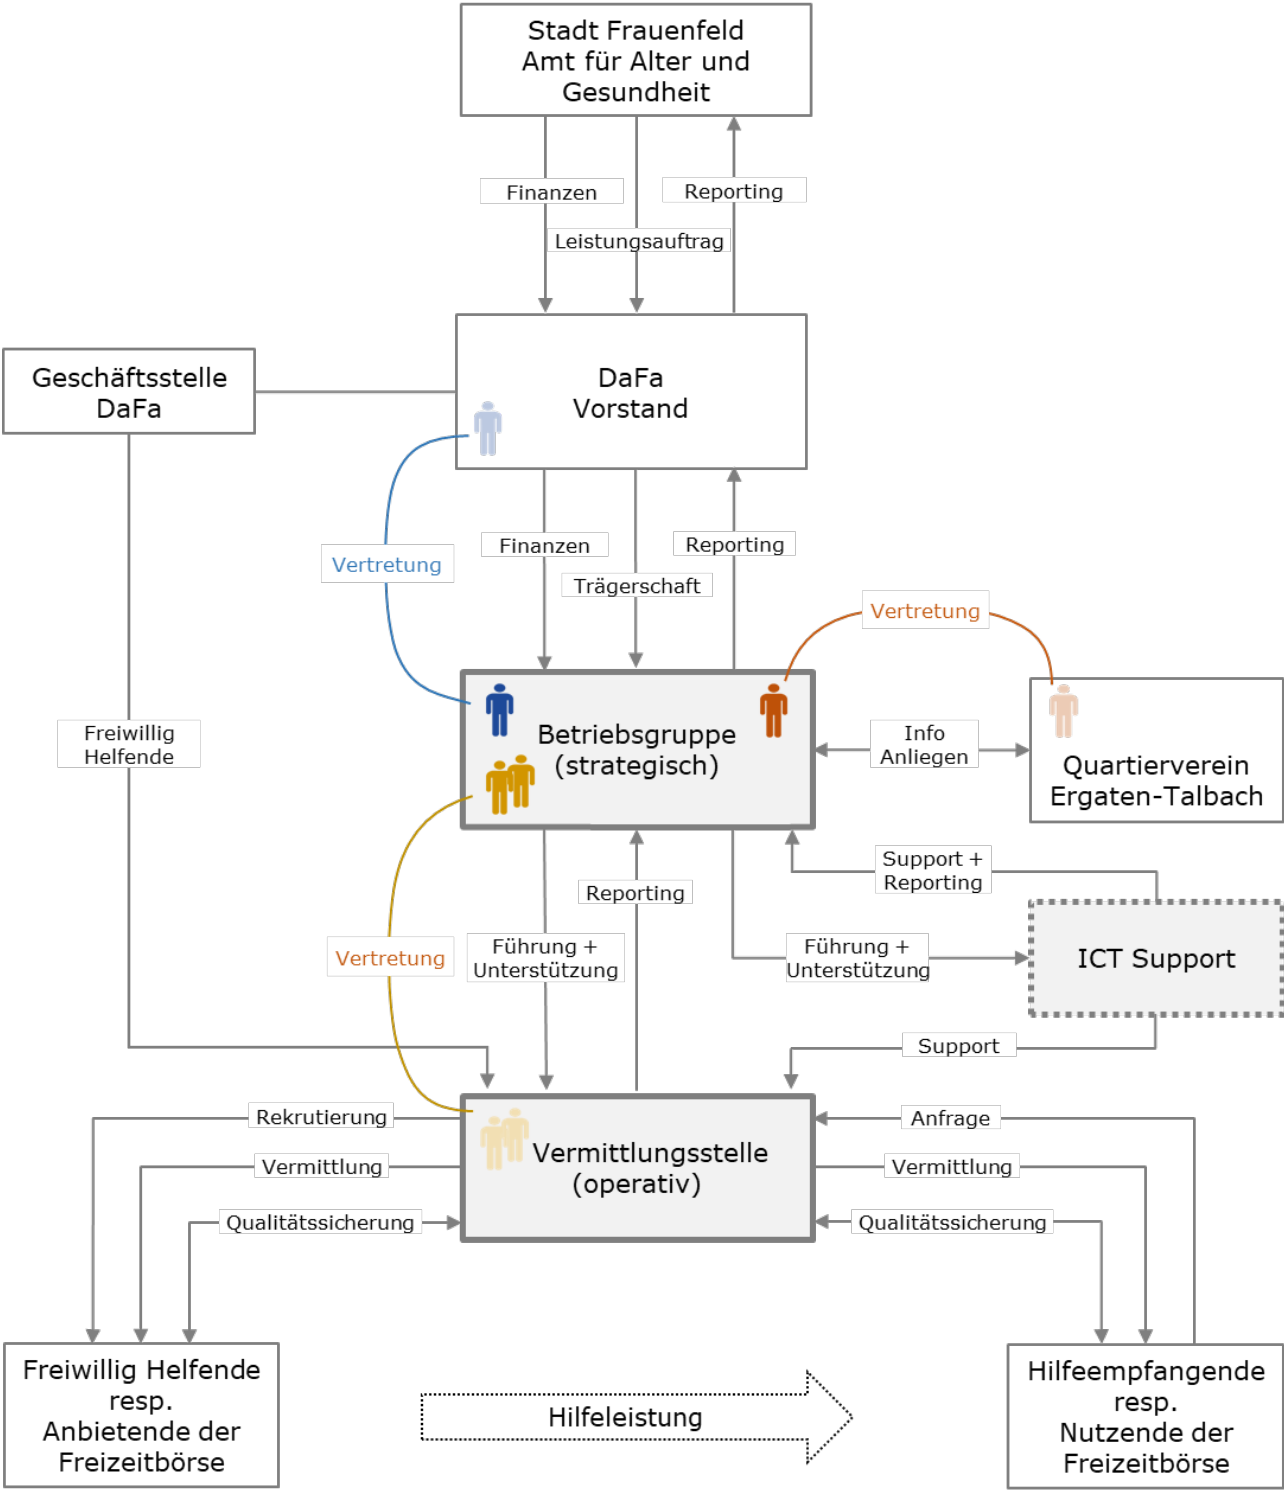 Stadt Frauenfeld
Amt für Alter und
Gesundheit
Finanzen
Reporting
Leistungsauftrag
Geschäftsstelle
DaFa
DaFa
Vorstand
Vertretung
Finanzen
Reporting
Trägerschaft
Vertretung
Freiwillig
Helfende
Betriebsgruppe
(strategisch)
Info
Anliegen
Quartierverein
Ergaten-Talbach
Support +
Reporting
Reporting
Vertretung
Führung +
Unterstützung
Führung +
Unterstützung
ICT Support
Support
Rekrutierung
Anfrage
Vermittlung
Vermittlungsstelle
(operativ)
Vermittlung
Qualitätssicherung
Qualitätssicherung
Freiwillig Helfende
resp.
Anbietende der
Freizeitbörse
Hilfeleistung
Hilfeempfangende
resp.
Nutzende der
Freizeitbörse